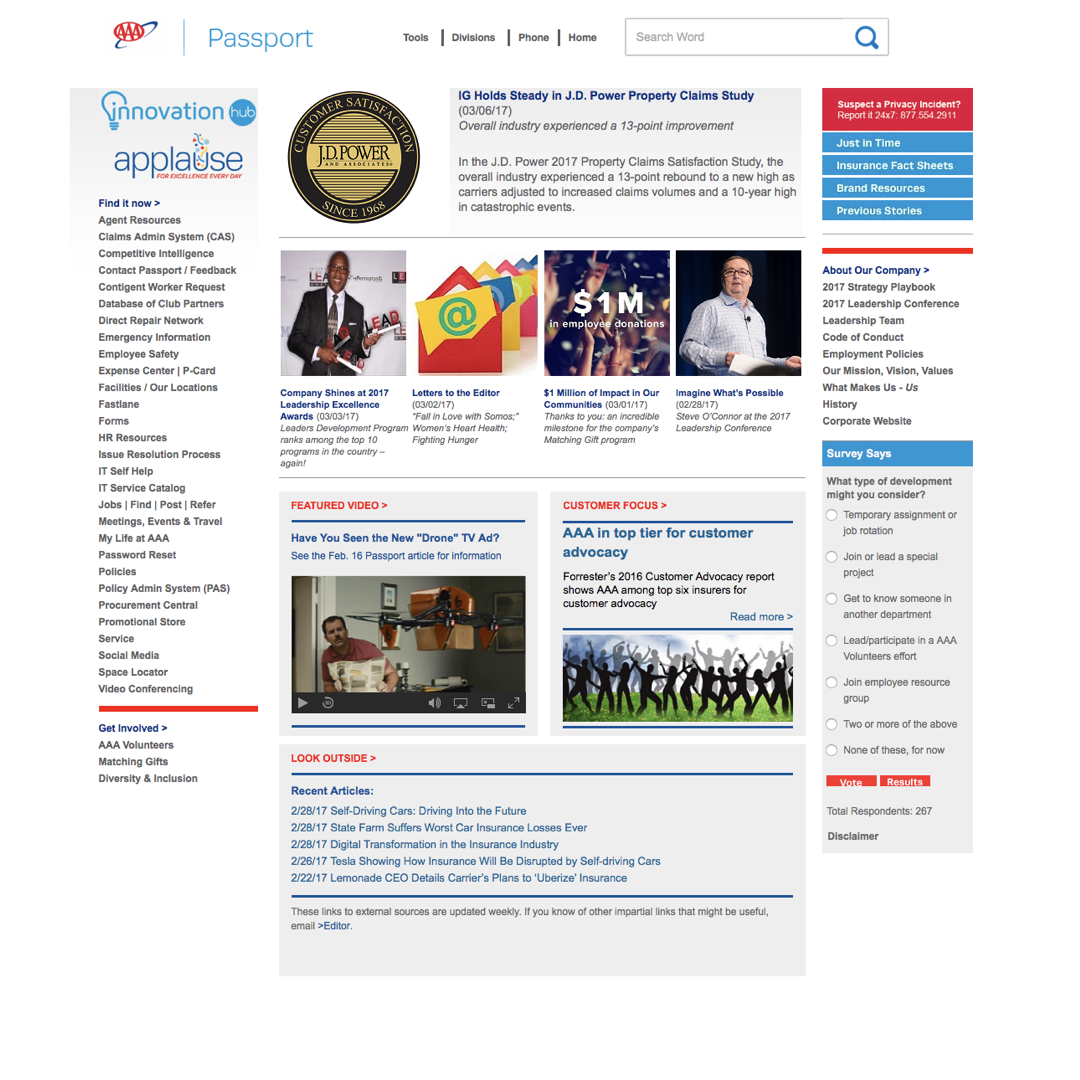 AAA
Passport
Tools
Divisions
Phone
Home
Search Word
innovation hub
applause
FOR EXCELLENCE EVERY DAY
Find it now >
Agent Resources
Claims Admin System (CAS)
Competitive Intelligence
Contact Passport / Feedback
Contigent Worker Request
Database of Club Partners
Direct Repair Network
Emergency Information
Employee Safety
Expense Center | P-Card
Facilities / Our Locations
Fastlane
Forms
HR Resources
Issue Resolution Process
IT Self Help
IT Service Catalog
Jobs | Find | Post | Refer
Meetings, Events & Travel
My Life at AAA
Password Reset
Policies
Policy Admin System (PAS)
Procurement Central
Promotional Store
Service
Social Media
Space Locator
Video Conferencing
Get Involved >
AAA Volunteers
Matching Gifts
Diversity & Inclusion
CUSTOMER SATISFACTION
J.D. POWER
AND ASSOCIATES®
SINCE 1968
IG Holds Steady in J.D. Power Property Claims Study
(03/06/17)
Overall industry experienced a 13-point improvement
In the J.D. Power 2017 Property Claims Satisfaction Study, the
overall industry experienced a 13-point rebound to a new high as
carriers adjusted to increased claims volumes and a 10-year high
in catastrophic events.
LEAD
LEAD
@
$1M
in employee donations
Company Shines at 2017
Leadership Excellence
Awards (03/03/17)
Leaders Development Program
ranks among the top 10
programs in the country –
again!
Letters to the Editor
(03/02/17)
"Fall in Love with Somos;"
Women's Heart Health;
Fighting Hunger
$1 Million of Impact in Our
Communities (03/01/17)
Thanks to you: an incredible
milestone for the company's
Matching Gift program
Imagine What's Possible
(02/28/17)
Steve O'Connor at the 2017
Leadership Conference
FEATURED VIDEO >
Have You Seen the New "Drone" TV Ad?
See the Feb. 16 Passport article for information
30
CUSTOMER FOCUS >
AAA in top tier for customer
advocacy
Forrester's 2016 Customer Advocacy report
shows AAA among top six insurers for
customer advocacy
Read more >
LOOK OUTSIDE >
Recent Articles:
2/28/17 Self-Driving Cars: Driving Into the Future
2/28/17 State Farm Suffers Worst Car Insurance Losses Ever
2/28/17 Digital Transformation in the Insurance Industry
2/26/17 Tesla Showing How Insurance Will Be Disrupted by Self-driving Cars
2/22/17 Lemonade CEO Details Carrier's Plans to 'Uberize' Insurance
These links to external sources are updated weekly. If you know of other impartial links that might be useful,
email >Editor.
Suspect a Privacy Incident?
Report it 24x7: 877.554.2911
Just in Time
Insurance Fact Sheets
Brand Resources
Previous Stories
About Our Company >
2017 Strategy Playbook
2017 Leadership Conference
Leadership Team
Code of Conduct
Employment Policies
Our Mission, Vision, Values
What Makes Us - Us
History
Corporate Website
Survey Says
What type of development
might you consider?
Temporary assignment or
job rotation
Join or lead a special
project
Get to know someone in
another department
Lead/participate in a AAA
Volunteers effort
Join employee resource
group
Two or more of the above
None of these, for now
Vote
Results
Total Respondents: 267
Disclaimer